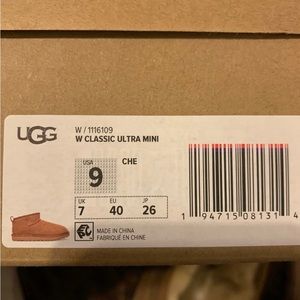 UGG
W / 1116109
W CLASSIC ULTRA MINI
USA
9
CHE
UK EU JP
7 40 26
MADE IN CHINA
FABRIQUÉ EN CHINE
1 94715 08131 4